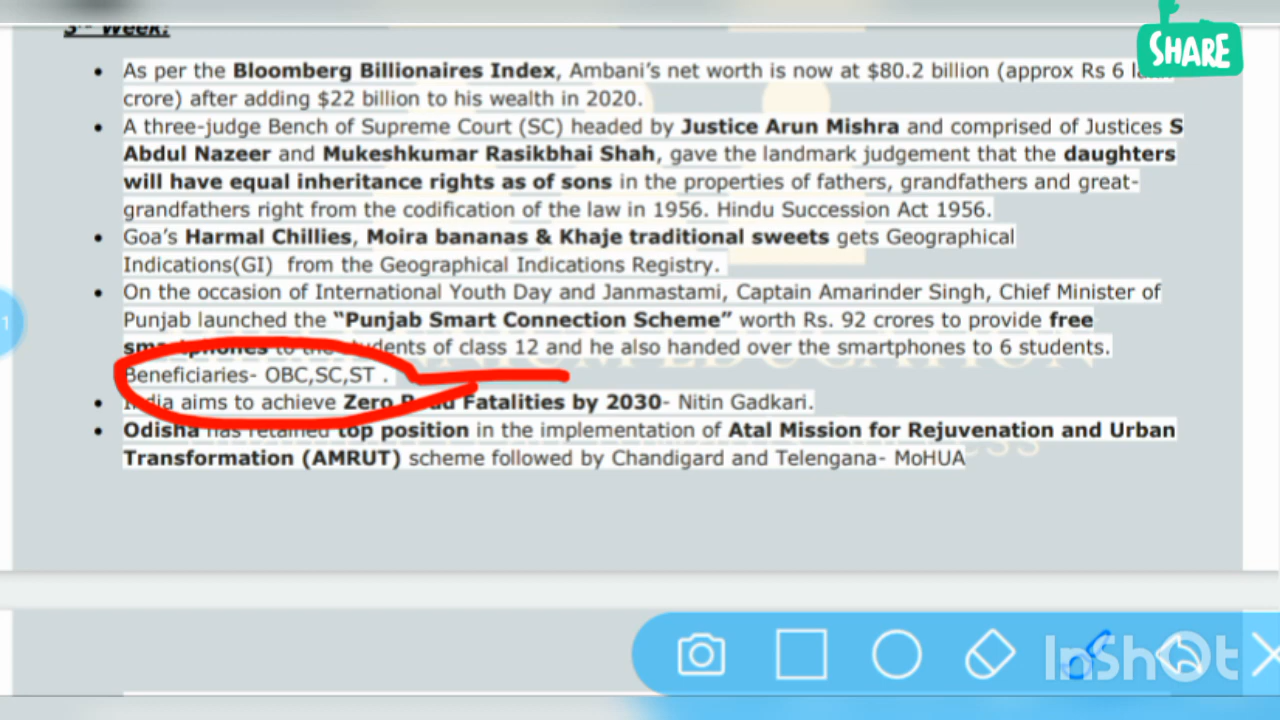 3rd Week:
SHARE
• As per the Bloomberg Billionaires Index, Ambani's net worth is now at $80.2 billion (approx Rs 6
crore) after adding $22 billion to his wealth in 2020.
• A three-judge Bench of Supreme Court (SC) headed by Justice Arun Mishra and comprised of Justices S
Abdul Nazeer and Mukeshkumar Rasikbhai Shah, gave the landmark judgement that the daughters
will have equal inheritance rights as of sons in the properties of fathers, grandfathers and great-
grandfathers right from the codification of the law in 1956. Hindu Succession Act 1956.
• Goa's Harmal Chillies, Moira bananas & Khaje traditional sweets gets Geographical
Indications(GI) from the Geographical Indications Registry.
• On the occasion of International Youth Day and Janmastami, Captain Amarinder Singh, Chief Minister of
Punjab launched the “Punjab Smart Connection Scheme” worth Rs. 92 crores to provide free
smartphones to the students of class 12 and he also handed over the smartphones to 6 students.
Beneficiaries- OBC,SC,ST .
• India aims to achieve Zero Road Fatalities by 2030- Nitin Gadkari.
• Odisha has retained top position in the implementation of Atal Mission for Rejuvenation and Urban
Transformation (AMRUT) scheme followed by Chandigard and Telengana- MoHUA
1
InShOt